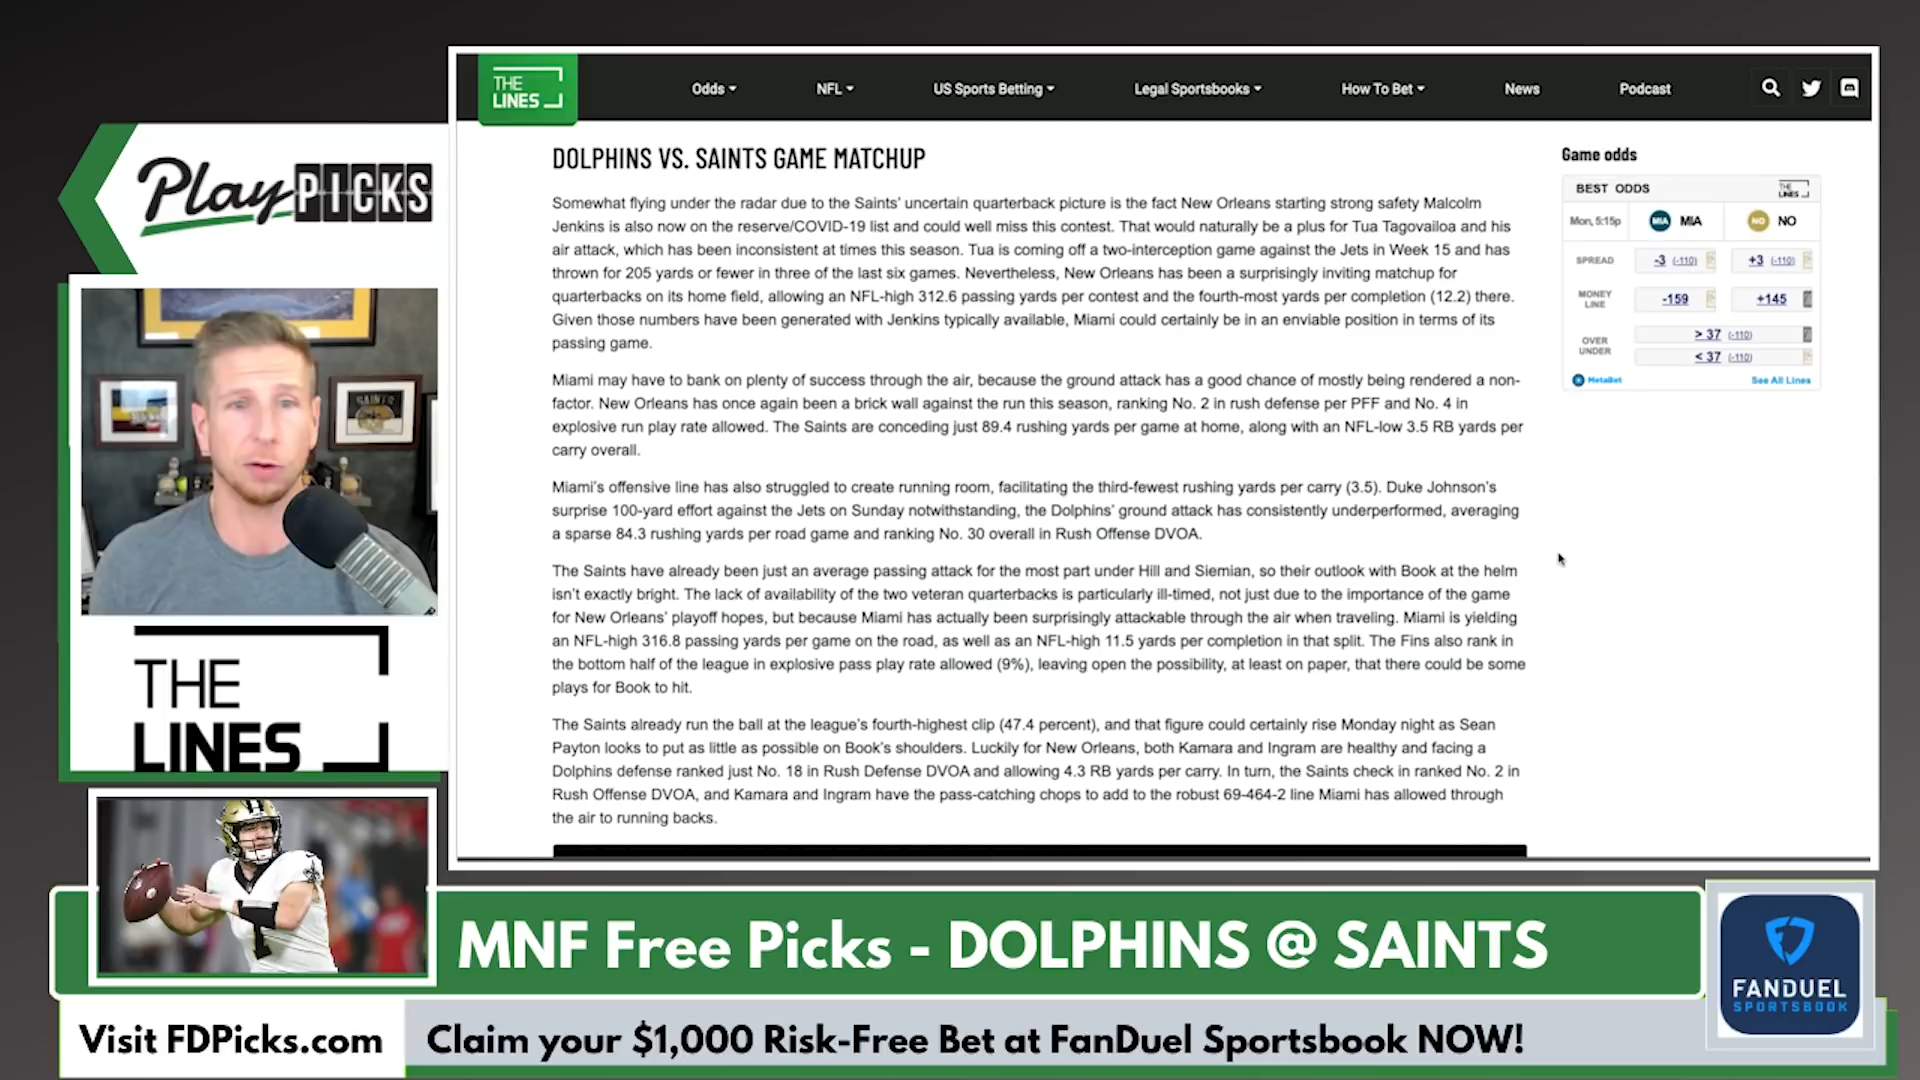 THE
LINES
Odds
NFL
US Sports Betting
Legal Sportsbooks
How To Bet
News
Podcast
PlayPICKS
DOLPHINS VS. SAINTS GAME MATCHUP
Somewhat flying under the radar due to the Saints' uncertain quarterback picture is the fact New Orleans starting strong safety Malcolm
Jenkins is also now on the reserve/COVID-19 list and could well miss this contest. That would naturally be a plus for Tua Tagovailoa and his
air attack, which has been inconsistent at times this season. Tua is coming off a two-interception game against the Jets in Week 15 and has
thrown for 205 yards or fewer in three of the last six games. Nevertheless, New Orleans has been a surprisingly inviting matchup for
quarterbacks on its home field, allowing an NFL-high 312.6 passing yards per contest and the fourth-most yards per completion (12.2) there.
Given those numbers have been generated with Jenkins typically available, Miami could certainly be in an enviable position in terms of its
passing game.
Miami may have to bank on plenty of success through the air, because the ground attack has a good chance of mostly being rendered a non-
factor. New Orleans has once again been a brick wall against the run this season, ranking No. 2 in rush defense per PFF and No. 4 in
explosive run play rate allowed. The Saints are conceding just 89.4 rushing yards per game at home, along with an NFL-low 3.5 RB yards per
carry overall.
Miami's offensive line has also struggled to create running room, facilitating the third-fewest rushing yards per carry (3.5). Duke Johnson's
surprise 100-yard effort against the Jets on Sunday notwithstanding, the Dolphins' ground attack has consistently underperformed, averaging
a sparse 84.3 rushing yards per road game and ranking No. 30 overall in Rush Offense DVOA.
The Saints have already been just an average passing attack for the most part under Hill and Siemian, so their outlook with Book at the helm
isn't exactly bright. The lack of availability of the two veteran quarterbacks is particularly ill-timed, not just due to the importance of the game
for New Orleans' playoff hopes, but because Miami has actually been surprisingly attackable through the air when traveling. Miami is yielding
an NFL-high 316.8 passing yards per game on the road, as well as an NFL-high 11.5 yards per completion in that split. The Fins also rank in
the bottom half of the league in explosive pass play rate allowed (9%), leaving open the possibility, at least on paper, that there could be some
plays for Book to hit.
The Saints already run the ball at the league's fourth-highest clip (47.4 percent), and that figure could certainly rise Monday night as Sean
Payton looks to put as little as possible on Book's shoulders. Luckily for New Orleans, both Kamara and Ingram are healthy and facing a
Dolphins defense ranked just No. 18 in Rush Defense DVOA and allowing 4.3 RB yards per carry. In turn, the Saints check in ranked No. 2 in
Rush Offense DVOA, and Kamara and Ingram have the pass-catching chops to add to the robust 69-464-2 line Miami has allowed through
the air to running backs.
Game odds
BEST ODDS
THE
LINES
Mon, 5:15p
MIA MIA
NO NO
SPREAD
-3 (-110)
+3 (-110)
MONEY
LINE
-159
+145
OVER
UNDER
> 37 (-110)
< 37 (-110)
MetaBet
See All Lines
SAINTS
THE
LINES
MNF Free Picks - DOLPHINS @ SAINTS
FANDUEL
SPORTSBOOK
Visit FDPicks.com
Claim your $1,000 Risk-Free Bet at FanDuel Sportsbook NOW!